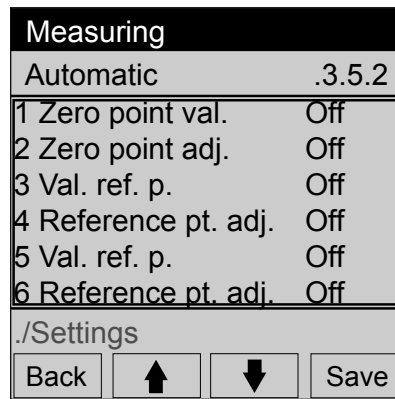 Measuring
Automatic .3.5.2
1 Zero point val. Off
2 Zero point adj. Off
3 Val. ref. p. Off
4 Reference pt. adj. Off
5 Val. ref. p. Off
6 Reference pt. adj. Off
./Settings
Back Save